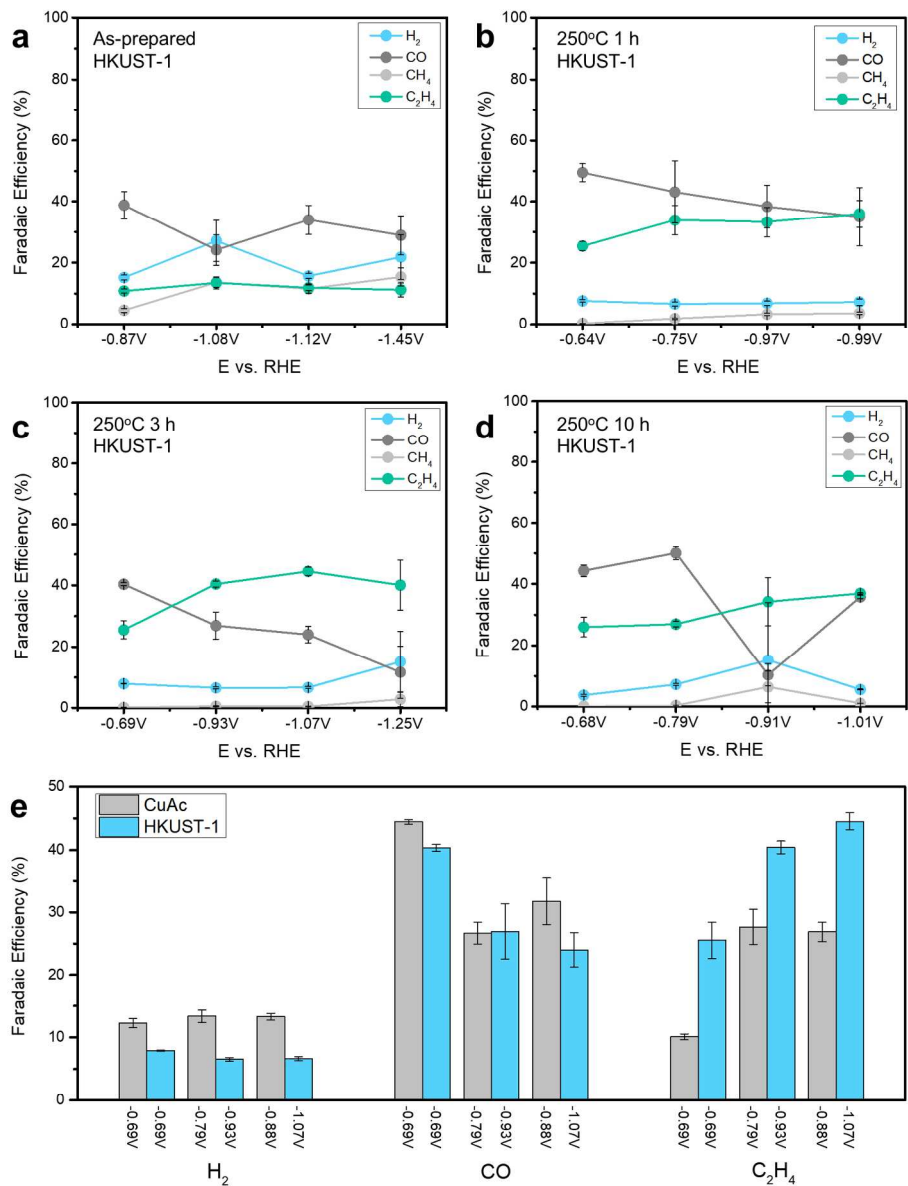 a
As-prepared
HKUST-1
H₂
CO
CH₄
C₂H₄
100
80
60
40
20
0
Faradaic Efficiency (%)
-0.87V
-1.08V
-1.12V
-1.45V
E vs. RHE
b
250°C 1 h
HKUST-1
H₂
CO
CH₄
C₂H₄
100
80
60
40
20
0
Faradaic Efficiency (%)
-0.64V
-0.75V
-0.97V
-0.99V
E vs. RHE
c
250°C 3 h
HKUST-1
H₂
CO
CH₄
C₂H₄
100
80
60
40
20
0
Faradaic Efficiency (%)
-0.69V
-0.93V
-1.07V
-1.25V
E vs. RHE
d
250°C 10 h
HKUST-1
H₂
CO
CH₄
C₂H₄
100
80
60
40
20
0
Faradaic Efficiency (%)
-0.68V
-0.79V
-0.91V
-1.01V
E vs. RHE
e
CuAc
HKUST-1
50
40
30
20
10
0
Faradaic Efficiency (%)
-0.69V
-0.69V
-0.79V
-0.93V
-0.88V
-1.07V
H₂
-0.69V
-0.69V
-0.79V
-0.93V
-0.88V
-1.07V
CO
-0.69V
-0.69V
-0.79V
-0.93V
-0.88V
-1.07V
C₂H₄